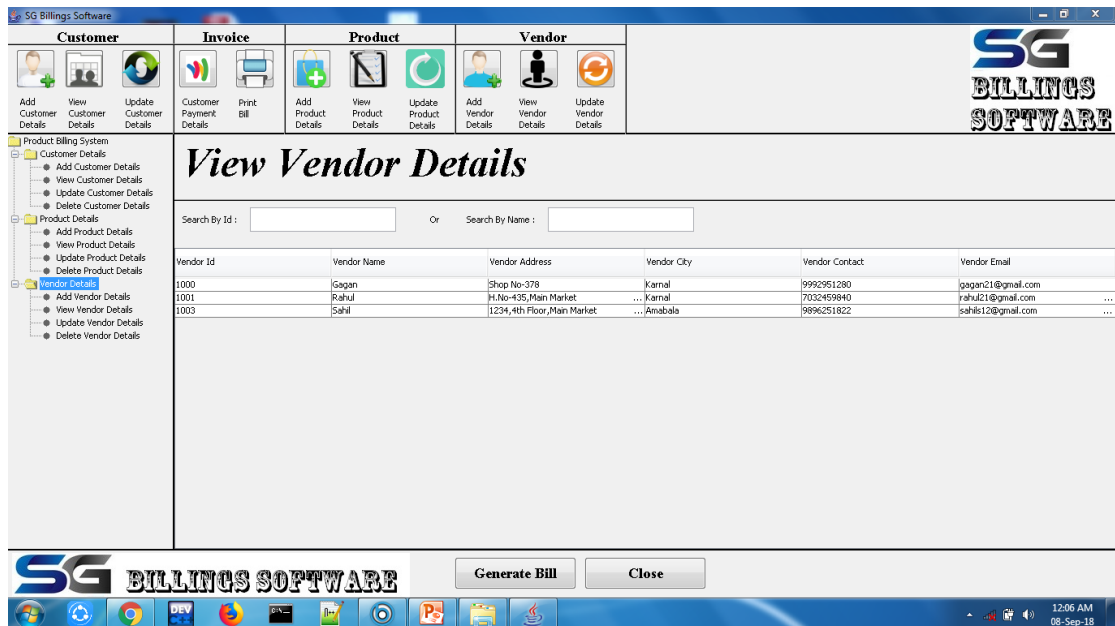 SG Billings Software
Customer Invoice Product Vendor
Add Customer Details
View Customer Details
Update Customer Details
Customer Payment Details
Print Bill
Add Product Details
View Product Details
Update Product Details
Add Vendor Details
View Vendor Details
Update Vendor Details
SG
BILLINGS
SOFTWARE
Product Billing System
Customer Details
Add Customer Details
View Customer Details
Update Customer Details
Delete Customer Details
Product Details
Add Product Details
View Product Details
Update Product Details
Delete Product Details
Vendor Details
Add Vendor Details
View Vendor Details
Update Vendor Details
Delete Vendor Details
View Vendor Details
Search By Id : Or Search By Name :
Vendor Id Vendor Name Vendor Address Vendor City Vendor Contact Vendor Email
1000 Gagan Shop No-378 Karnal 9992951280 gagan21@gmail.com
1001 Rahul H.No-435,Main Market ... Karnal 7032459840 rahul21@gmail.com ...
1003 Sahil 1234,4th Floor,Main Market ... Amabala 9896251822 sahils12@gmail.com ...
SG BILLINGS SOFTWARE
Generate Bill Close
DEV
12:06 AM
08-Sep-18